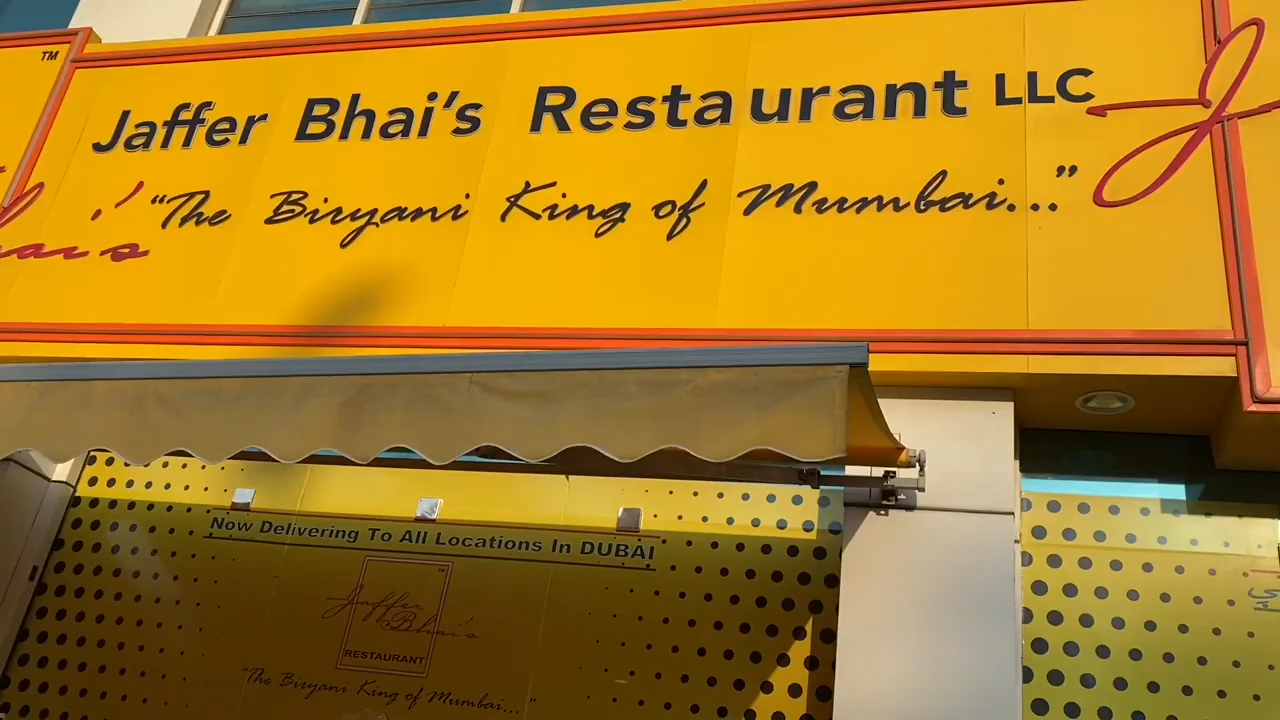 TM
Jaffer Bhai's Restaurant LLC
"The Biryani King of Mumbai..."
Now Delivering To All Locations In DUBAI
TM
Jaffer
Bhai's
RESTAURANT
"The Biryani King of Mumbai..."